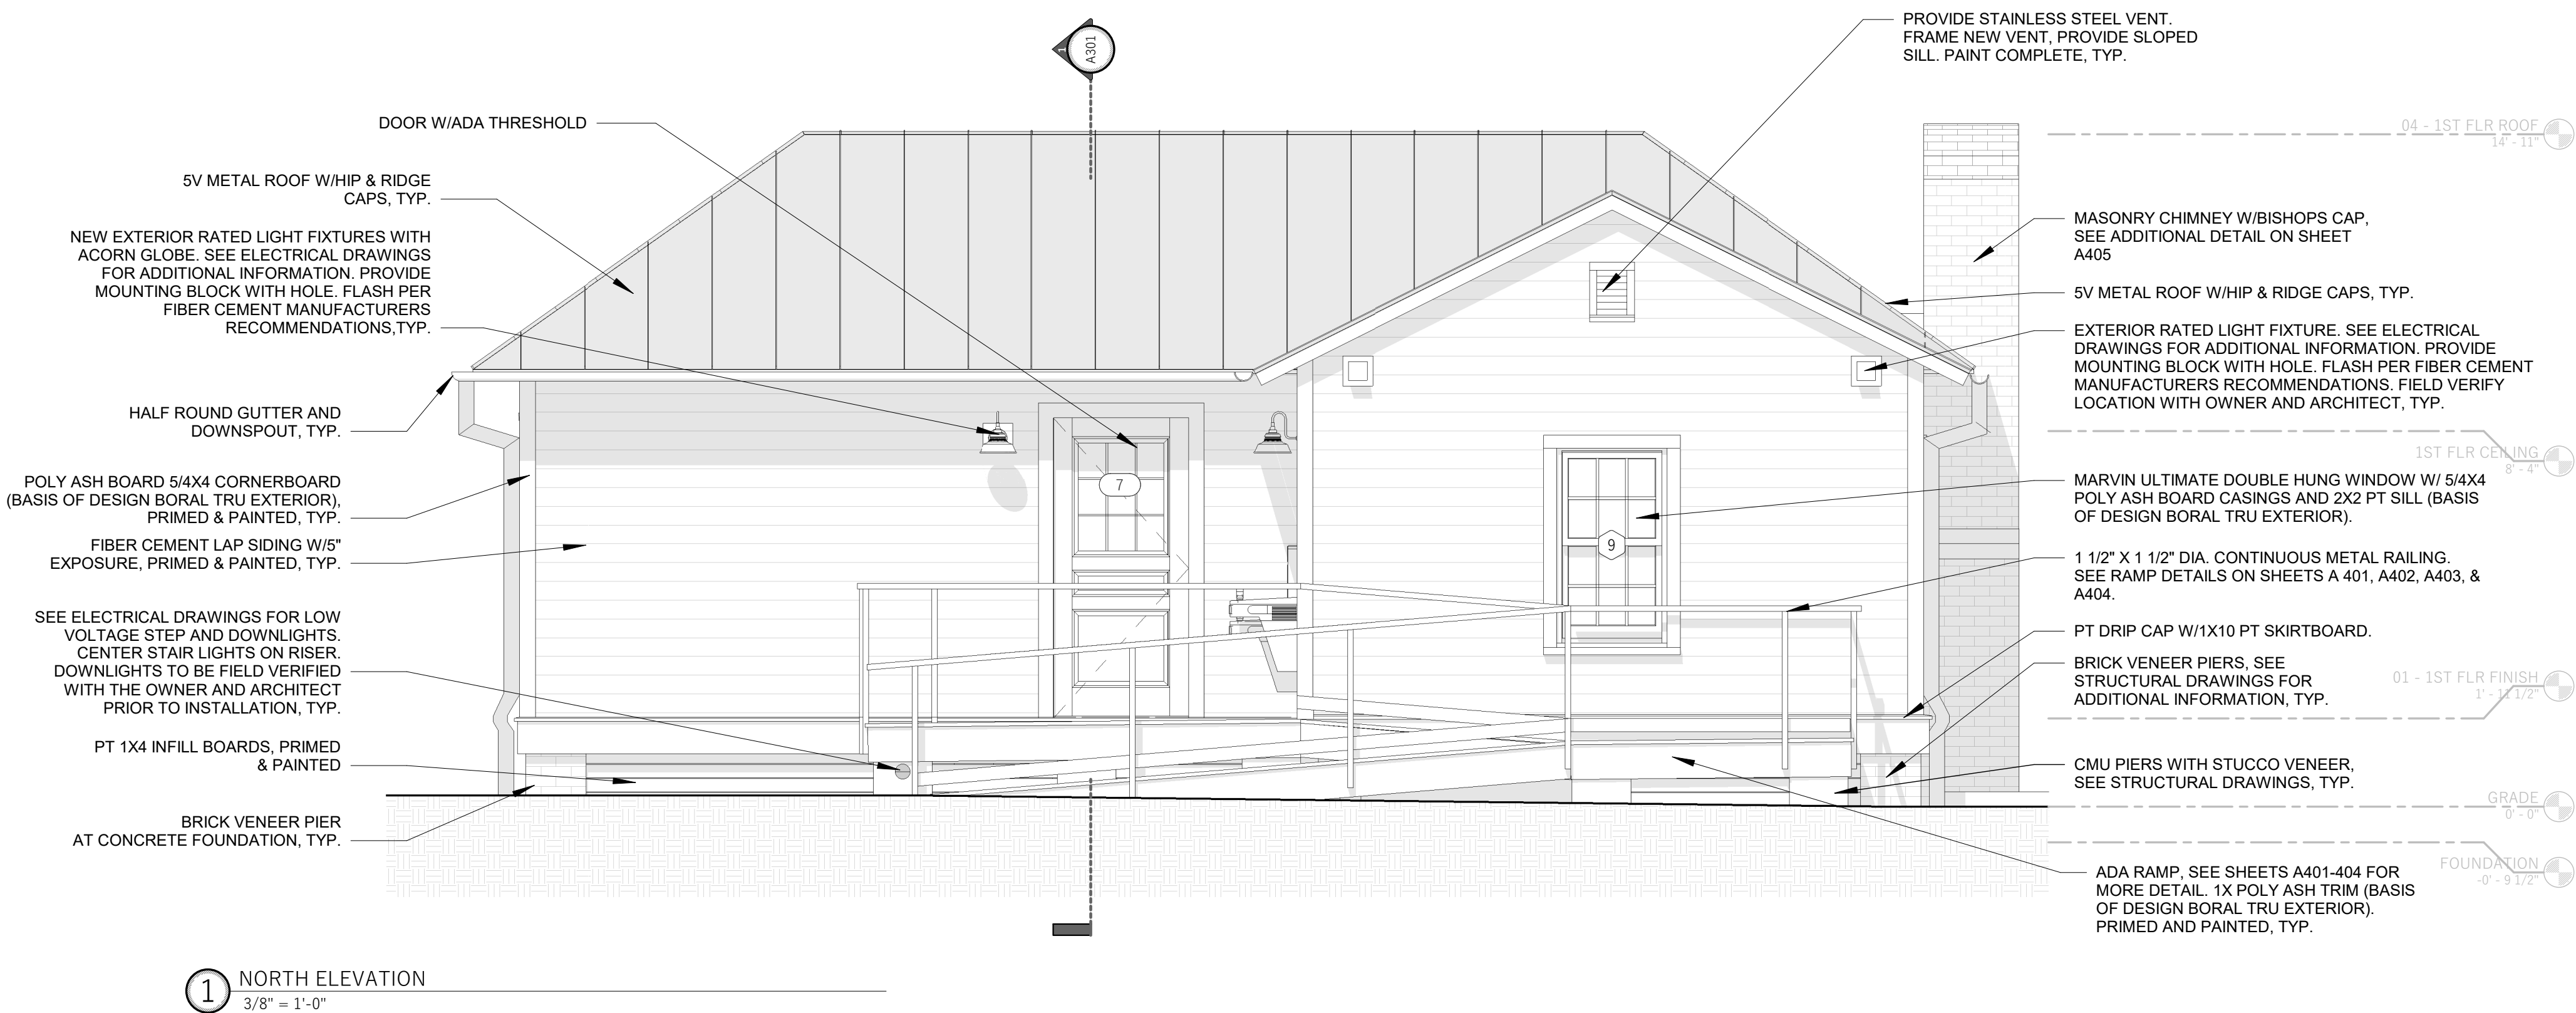 PROVIDE STAINLESS STEEL VENT.
FRAME NEW VENT, PROVIDE SLOPED
SILL. PAINT COMPLETE, TYP.
1
A301
DOOR W/ADA THRESHOLD
5V METAL ROOF W/HIP & RIDGE
CAPS, TYP.
NEW EXTERIOR RATED LIGHT FIXTURES WITH
ACORN GLOBE. SEE ELECTRICAL DRAWINGS
FOR ADDITIONAL INFORMATION. PROVIDE
MOUNTING BLOCK WITH HOLE. FLASH PER
FIBER CEMENT MANUFACTURERS
RECOMMENDATIONS,TYP.
HALF ROUND GUTTER AND
DOWNSPOUT, TYP.
POLY ASH BOARD 5/4X4 CORNERBOARD
(BASIS OF DESIGN BORAL TRU EXTERIOR),
PRIMED & PAINTED, TYP.
FIBER CEMENT LAP SIDING W/5"
EXPOSURE, PRIMED & PAINTED, TYP.
SEE ELECTRICAL DRAWINGS FOR LOW
VOLTAGE STEP AND DOWNLIGHTS.
CENTER STAIR LIGHTS ON RISER.
DOWNLIGHTS TO BE FIELD VERIFIED
WITH THE OWNER AND ARCHITECT
PRIOR TO INSTALLATION, TYP.
PT 1X4 INFILL BOARDS, PRIMED
& PAINTED
BRICK VENEER PIER
AT CONCRETE FOUNDATION, TYP.
7
9
MASONRY CHIMNEY W/BISHOPS CAP,
SEE ADDITIONAL DETAIL ON SHEET
A405
5V METAL ROOF W/HIP & RIDGE CAPS, TYP.
EXTERIOR RATED LIGHT FIXTURE. SEE ELECTRICAL
DRAWINGS FOR ADDITIONAL INFORMATION. PROVIDE
MOUNTING BLOCK WITH HOLE. FLASH PER FIBER CEMENT
MANUFACTURERS RECOMMENDATIONS. FIELD VERIFY
LOCATION WITH OWNER AND ARCHITECT, TYP.
MARVIN ULTIMATE DOUBLE HUNG WINDOW W/ 5/4X4
POLY ASH BOARD CASINGS AND 2X2 PT SILL (BASIS
OF DESIGN BORAL TRU EXTERIOR).
1 1/2" X 1 1/2" DIA. CONTINUOUS METAL RAILING.
SEE RAMP DETAILS ON SHEETS A 401, A402, A403, &
A404.
PT DRIP CAP W/1X10 PT SKIRTBOARD.
BRICK VENEER PIERS, SEE
STRUCTURAL DRAWINGS FOR
ADDITIONAL INFORMATION, TYP.
CMU PIERS WITH STUCCO VENEER,
SEE STRUCTURAL DRAWINGS, TYP.
ADA RAMP, SEE SHEETS A401-404 FOR
MORE DETAIL. 1X POLY ASH TRIM (BASIS
OF DESIGN BORAL TRU EXTERIOR).
PRIMED AND PAINTED, TYP.
04 - 1ST FLR ROOF
14' - 11"
1ST FLR CEILING
8' - 4"
01 - 1ST FLR FINISH
1' - 11 1/2"
GRADE
0' - 0"
FOUNDATION
-0' - 9 1/2"
1
NORTH ELEVATION
3/8" = 1'-0"